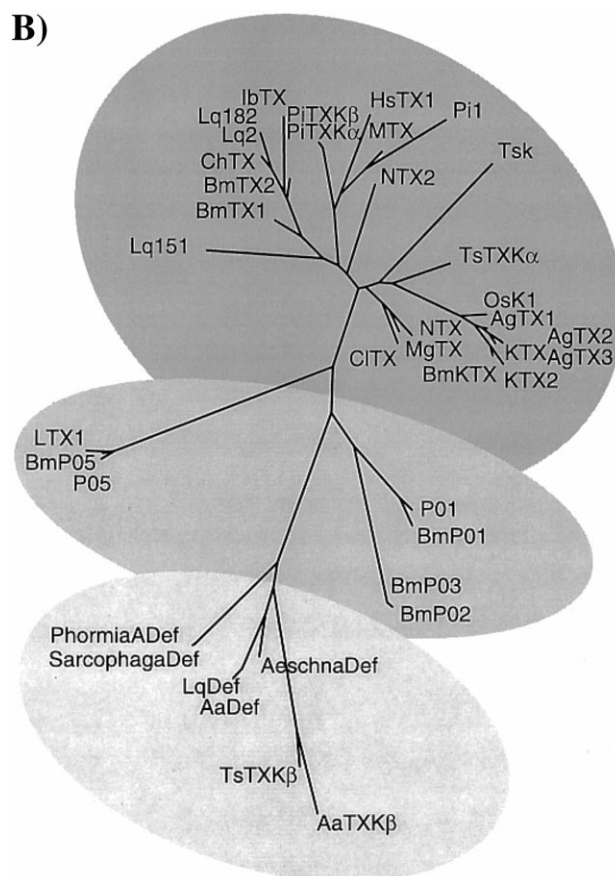 B)
IbTX
Lq182
Lq2
ChTX
BmTX2
BmTX1
Lq151
PiTXKβ
PiTXKα
HsTX1
MTX
Pi1
NTX2
Tsk
TsTXKα
OsK1
AgTX1
AgTX2
KTX
AgTX3
KTX2
BmKTX
NTX
MgTX
ClTX
LTX1
BmP05
P05
P01
BmP01
BmP03
BmP02
PhormiaADef
SarcophagaDef
AeschnaDef
LqDef
AaDef
TsTXKβ
AaTXKβ